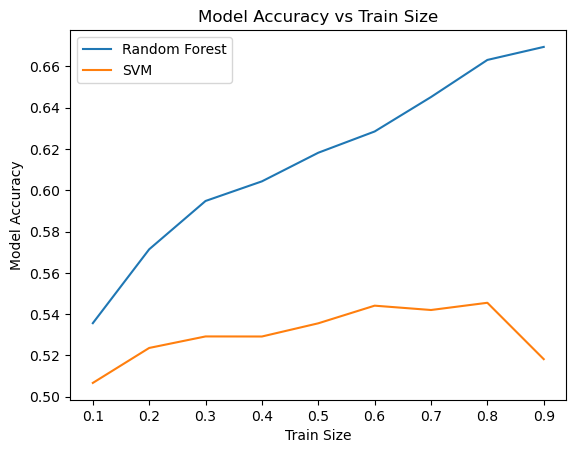 Model Accuracy vs Train Size
Random Forest
SVM
Model Accuracy
0.66
0.64
0.62
0.60
0.58
0.56
0.54
0.52
0.50
0.1 0.2 0.3 0.4 0.5 0.6 0.7 0.8 0.9
Train Size